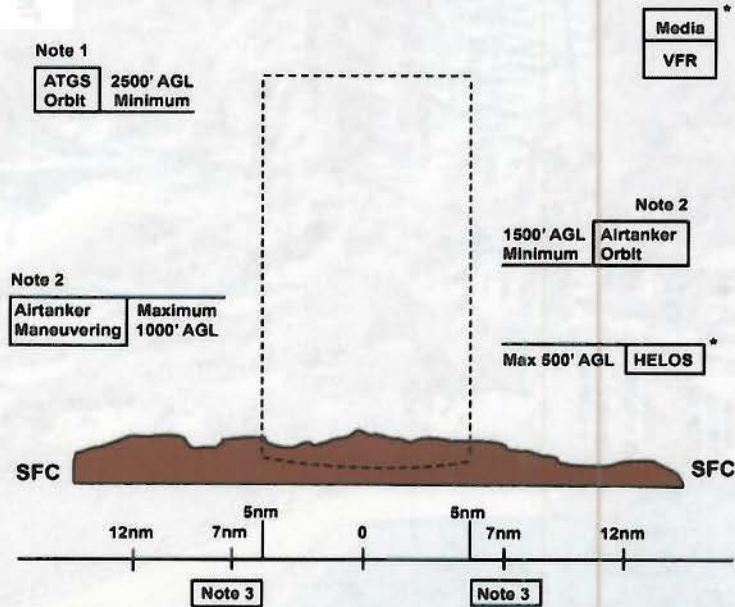 Media *
VFR
Note 1
ATGS Orbit 2500' AGL Minimum
Note 2
1500' AGL Minimum Airtanker Orbit
Note 2
Airtanker Maneuvering Maximum 1000' AGL
Max 500' AGL HELOS *
SFC SFC
5nm 5nm
12nm 7nm 0 7nm 12nm
Note 3 Note 3